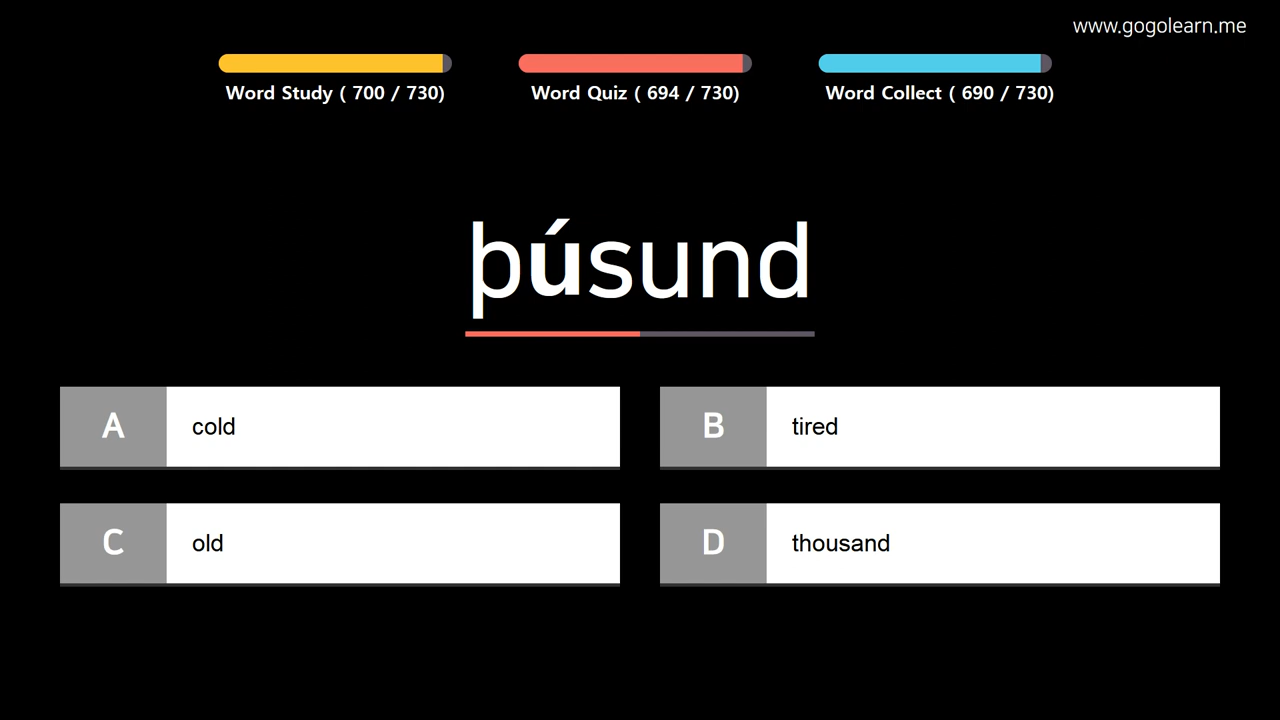 www.gogolearn.me
Word Study ( 700 / 730)
Word Quiz ( 694 / 730)
Word Collect ( 690 / 730)
þúsund
A cold
B tired
C old
D thousand